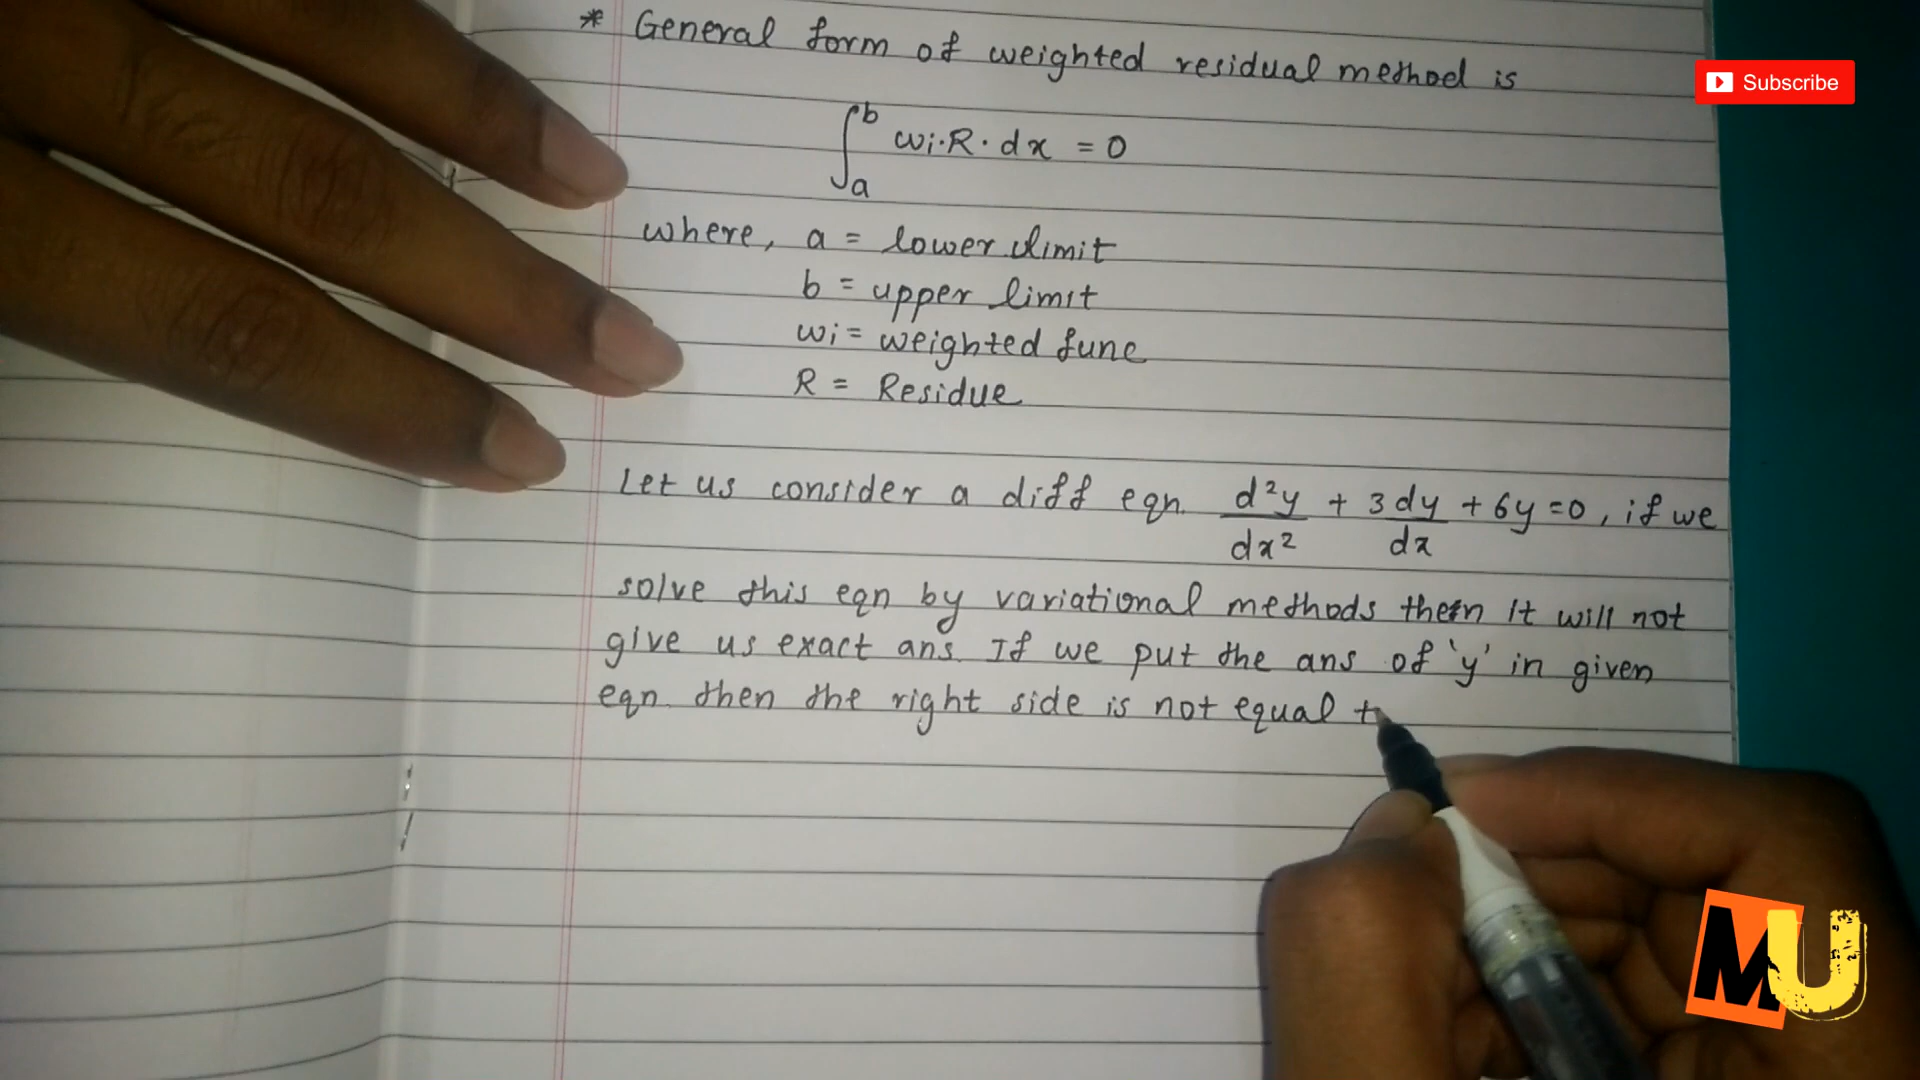 * General form of weighted residual method is
∫ₐᵇ wi·R·dx = 0
where, a = lower limit
b = upper limit
wi = weighted func
R = Residue
Let us consider a diff eqn. d²y/dx² + 3dy/dx + 6y=0, if we
solve this eqn by variational methods then it will not
give us exact ans. If we put the ans of 'y' in given
eqn. then the right side is not equal t
Subscribe
MU